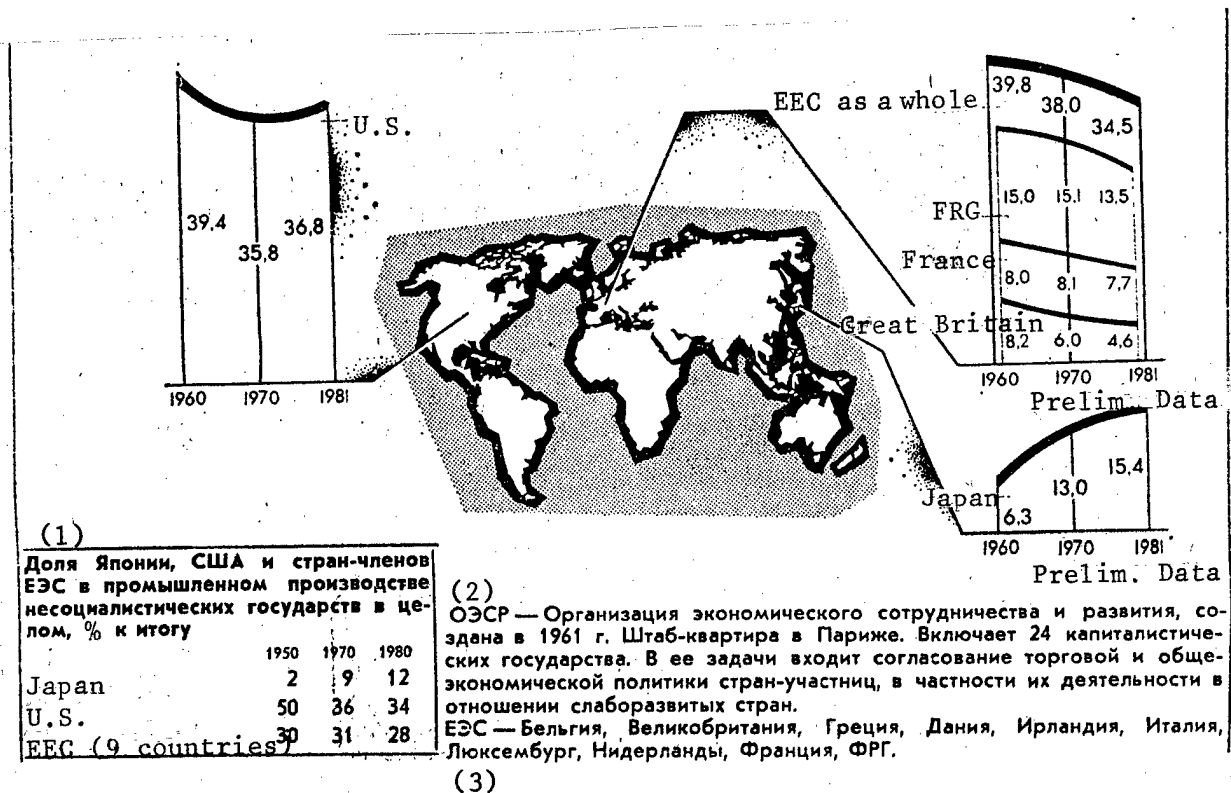 U.S.
39,4
35,8
36,8
1960 1970 1981
EEC as a whole
39,8
38,0
34,5
FRG
15,0 15,1 13,5
France
8,0 8,1 7,7
Great Britain
8,2 6,0 4,6
1960 1970 1981
Prelim. Data
Japan
6,3
13,0
15,4
1960 1970 1981
Prelim. Data
(1)
Доля Японии, США и стран-членов
ЕЭС в промышленном производстве
несоциалистических государств в це-
лом, % к итогу
1950 1970 1980
Japan 2 9 12
U.S. 50 36 34
EEC (9 countries) 30 31 28
(2)
ОЭСР — Организация экономического сотрудничества и развития, со-
здана в 1961 г. Штаб-квартира в Париже. Включает 24 капиталистиче-
ских государства. В ее задачи входит согласование торговой и обще-
экономической политики стран-участниц, в частности их деятельности в
отношении слаборазвитых стран.
ЕЭС — Бельгия, Великобритания, Греция, Дания, Ирландия, Италия,
Люксембург, Нидерланды, Франция, ФРГ.
(3)